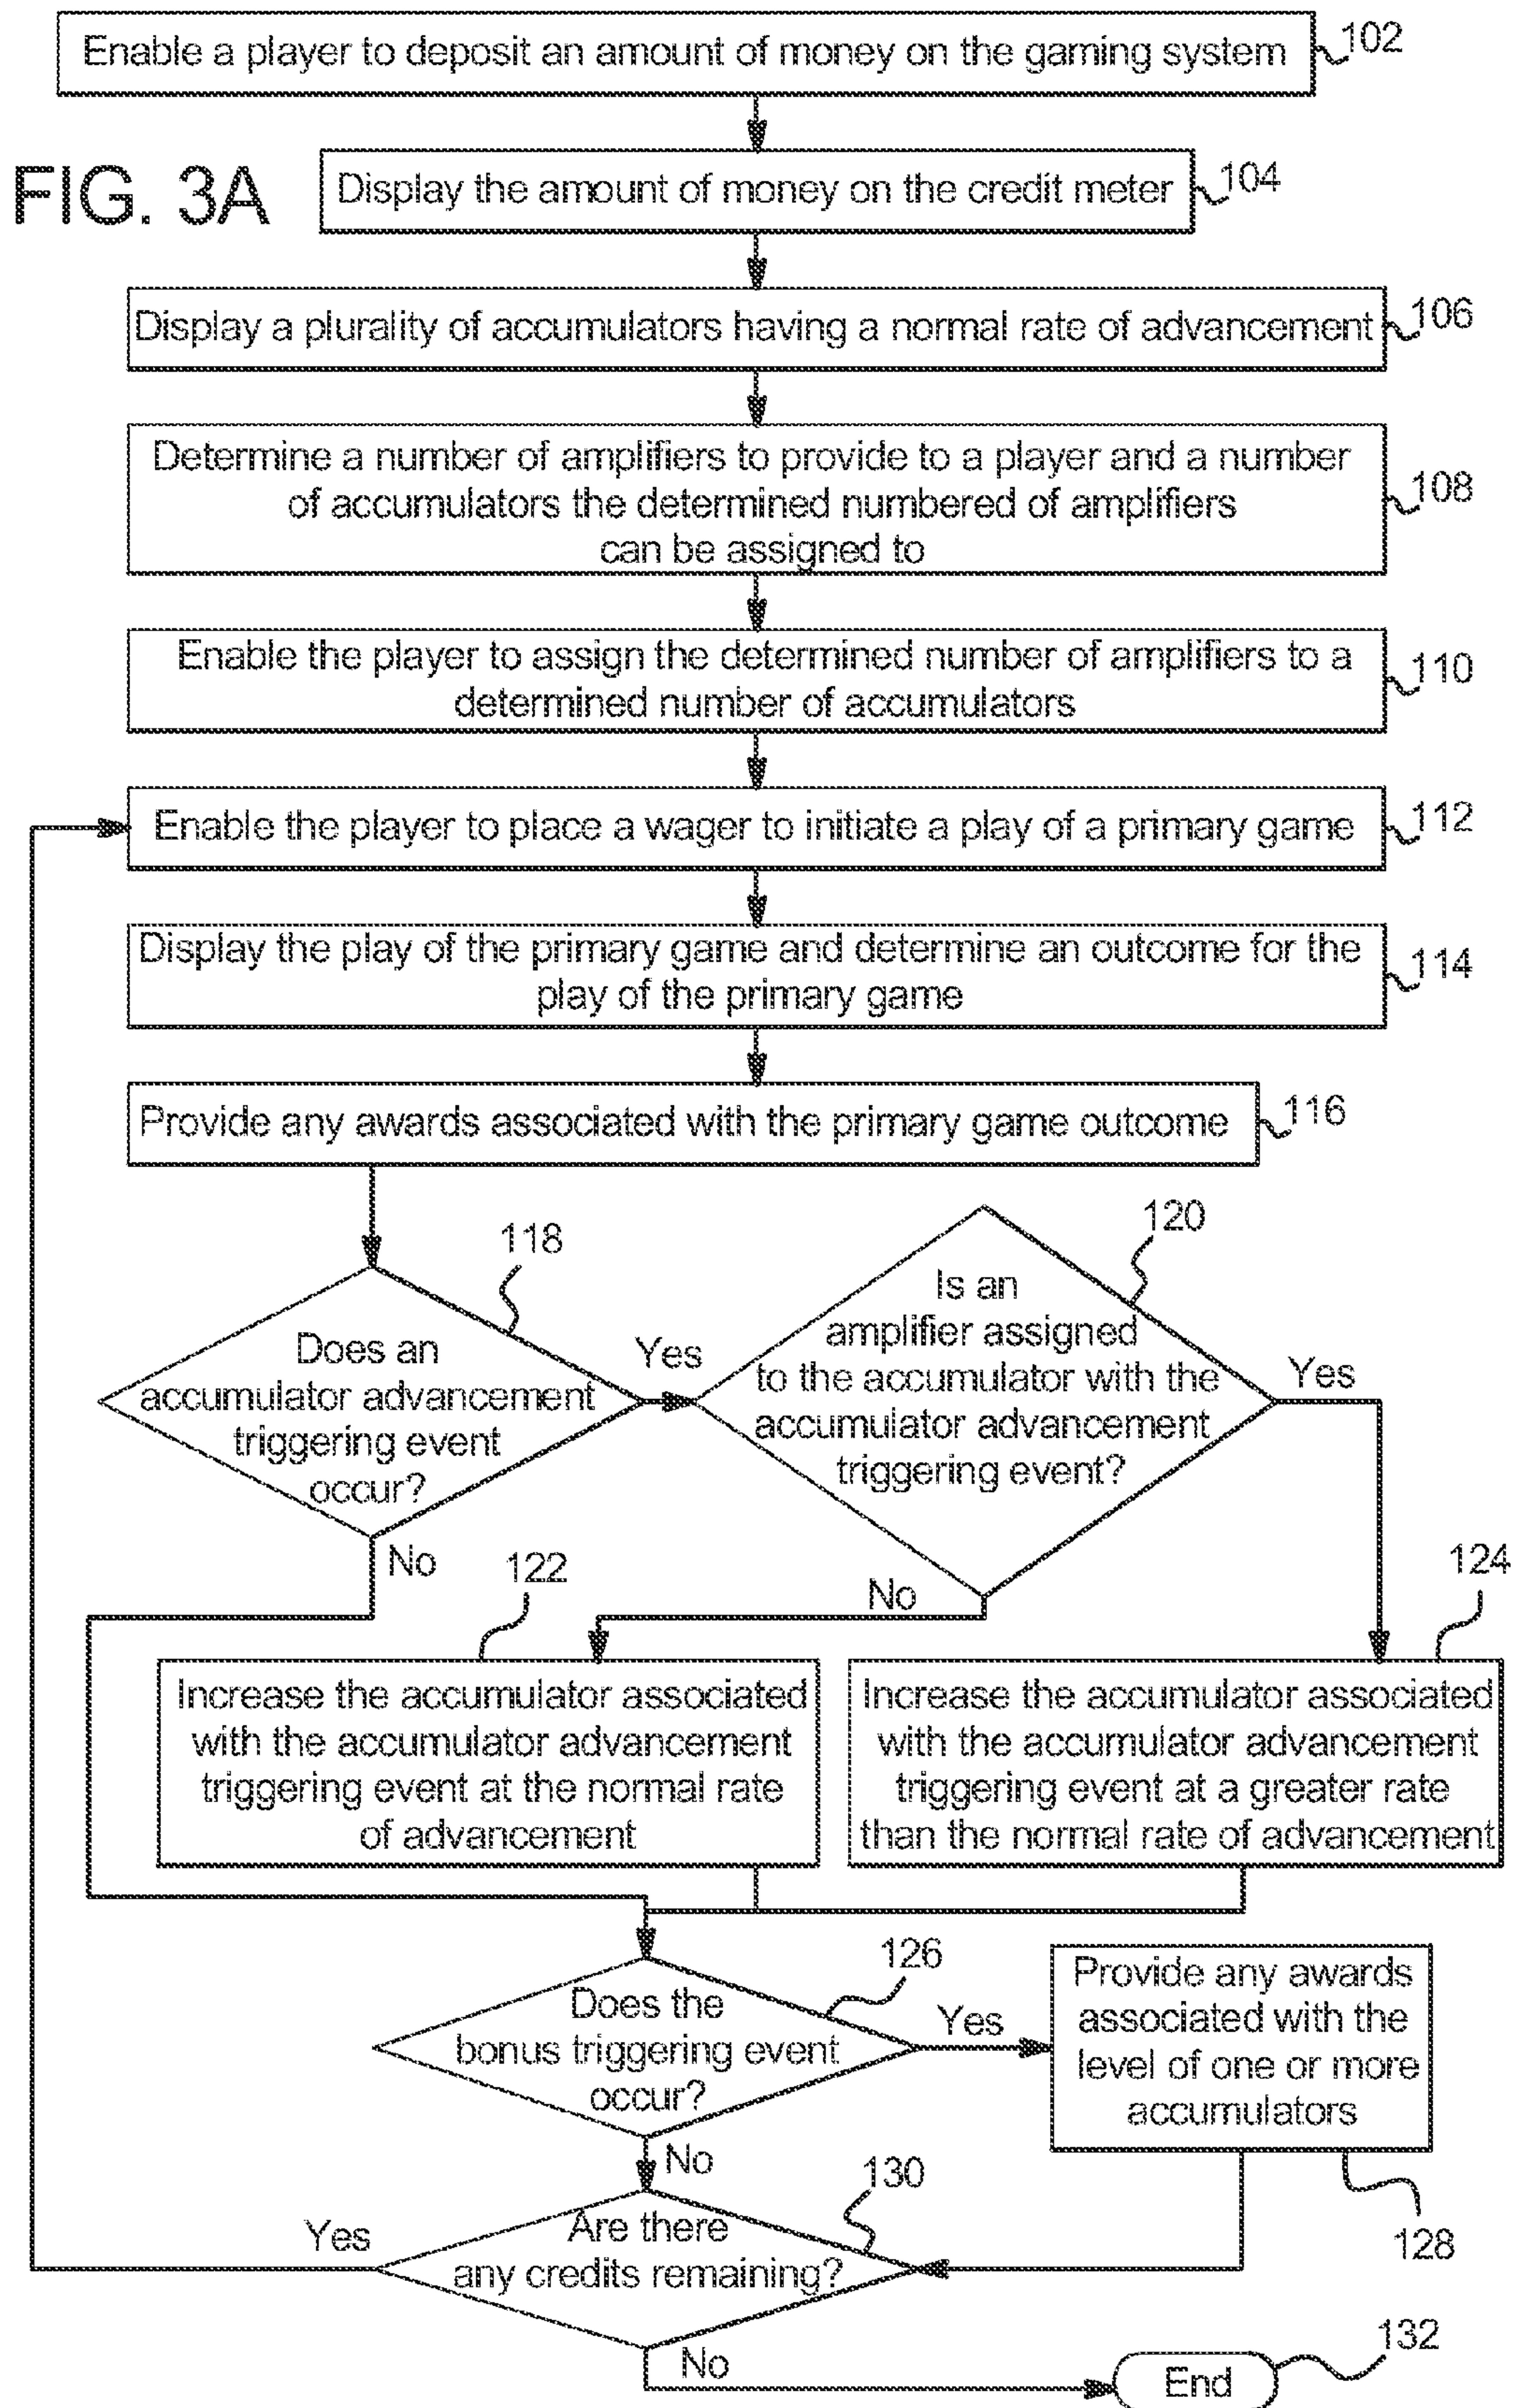 Enable a player to deposit an amount of money on the gaming system
102
FIG. 3A
Display the amount of money on the credit meter
104
Display a plurality of accumulators having a normal rate of advancement
106
Determine a number of amplifiers to provide to a player and a number
of accumulators the determined numbered of amplifiers
can be assigned to
108
Enable the player to assign the determined number of amplifiers to a
determined number of accumulators
110
Enable the player to place a wager to initiate a play of a primary game
112
Display the play of the primary game and determine an outcome for the
play of the primary game
114
Provide any awards associated with the primary game outcome
116
118
Does an
accumulator advancement
triggering event
occur?
Yes
No
120
Is an
amplifier assigned
to the accumulator with the
accumulator advancement
triggering event?
Yes
No
122
Increase the accumulator associated
with the accumulator advancement
triggering event at the normal rate
of advancement
124
Increase the accumulator associated
with the accumulator advancement
triggering event at a greater rate
than the normal rate of advancement
126
Does the
bonus triggering event
occur?
Yes
No
Provide any awards
associated with the
level of one or more
accumulators
128
130
Are there
any credits remaining?
Yes
No
End
132